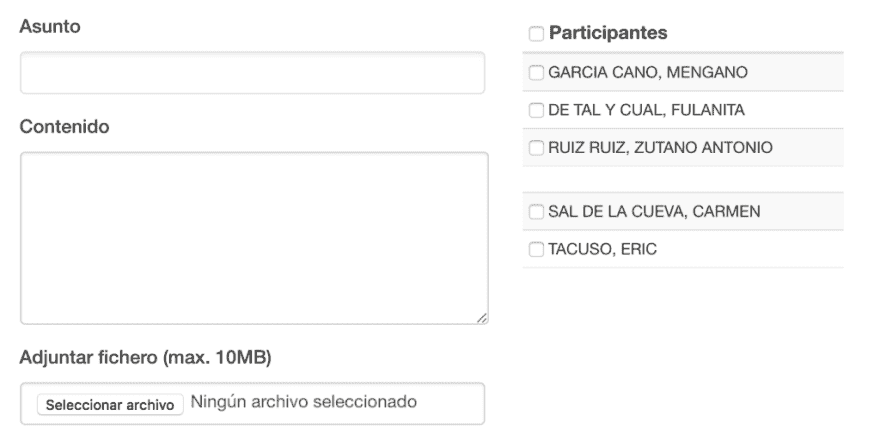 Asunto
Contenido
Adjuntar fichero (max. 10MB)
Seleccionar archivo Ningún archivo seleccionado
Participantes
GARCIA CANO, MENGANO
DE TAL Y CUAL, FULANITA
RUIZ RUIZ, ZUTANO ANTONIO
SAL DE LA CUEVA, CARMEN
TACUSO, ERIC